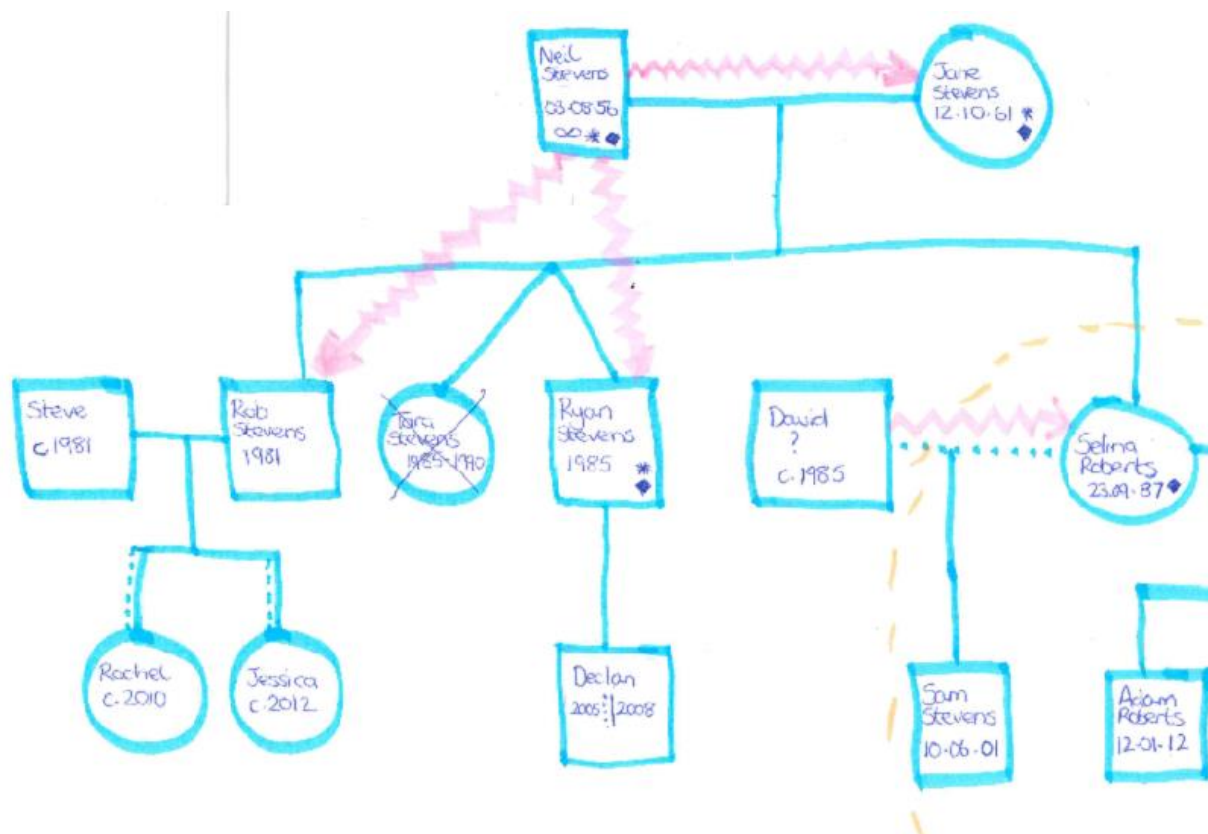 Neil
Stevens
03.08.56
∞ * ◆
Jane
Stevens
12.10.61 *
◆
Steve
c.1981
Rob
Stevens
1981
Tara
Stevens
1985-1990
Ryan
Stevens
1985 *
◆
David
?
c.1985
Selina
Roberts
23.09.87 ◆
Rachel
c.2010
Jessica
c.2012
Declan
2005 2008
Sam
Stevens
10.06.01
Adam
Roberts
12.01.12